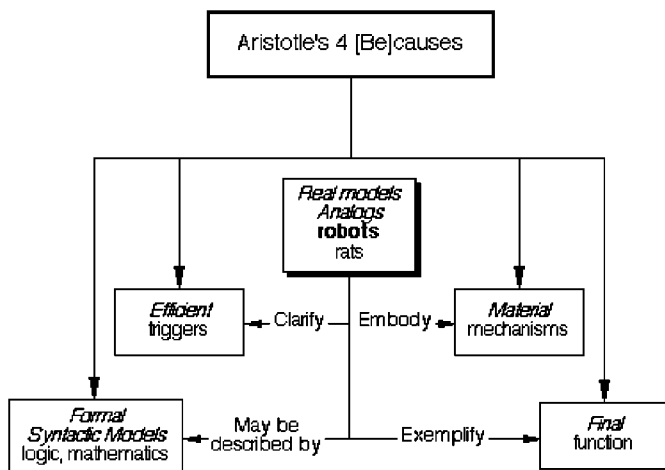 Aristotle's 4 [Be]causes
Real models
Analogs
robots
rats
Efficient
triggers
Clarify
Embody
Material
mechanisms
Formal
Syntactic Models
logic, mathematics
May be
described by
Exemplify
Final
function